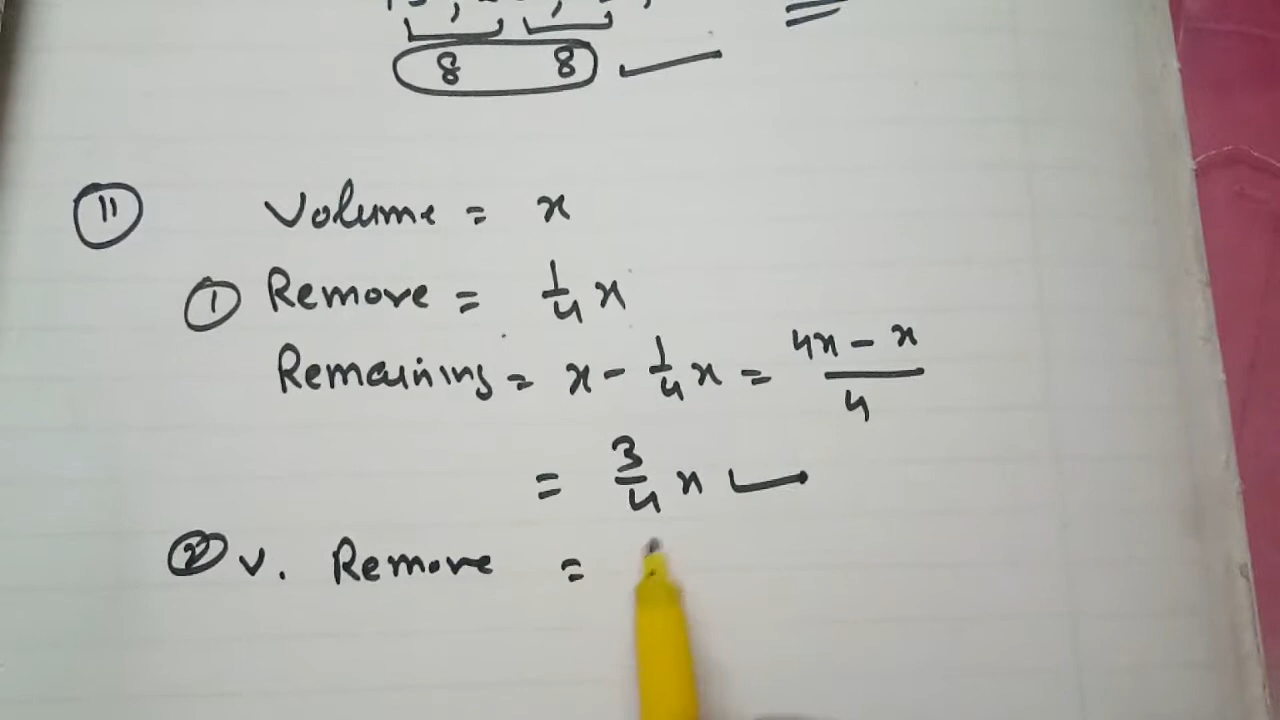 8 8
11 Volume = x
1 Remove = 1/4 x
Remaining = x - 1/4 x = 4x - x / 4
= 3/4 x
2 V. Remove =